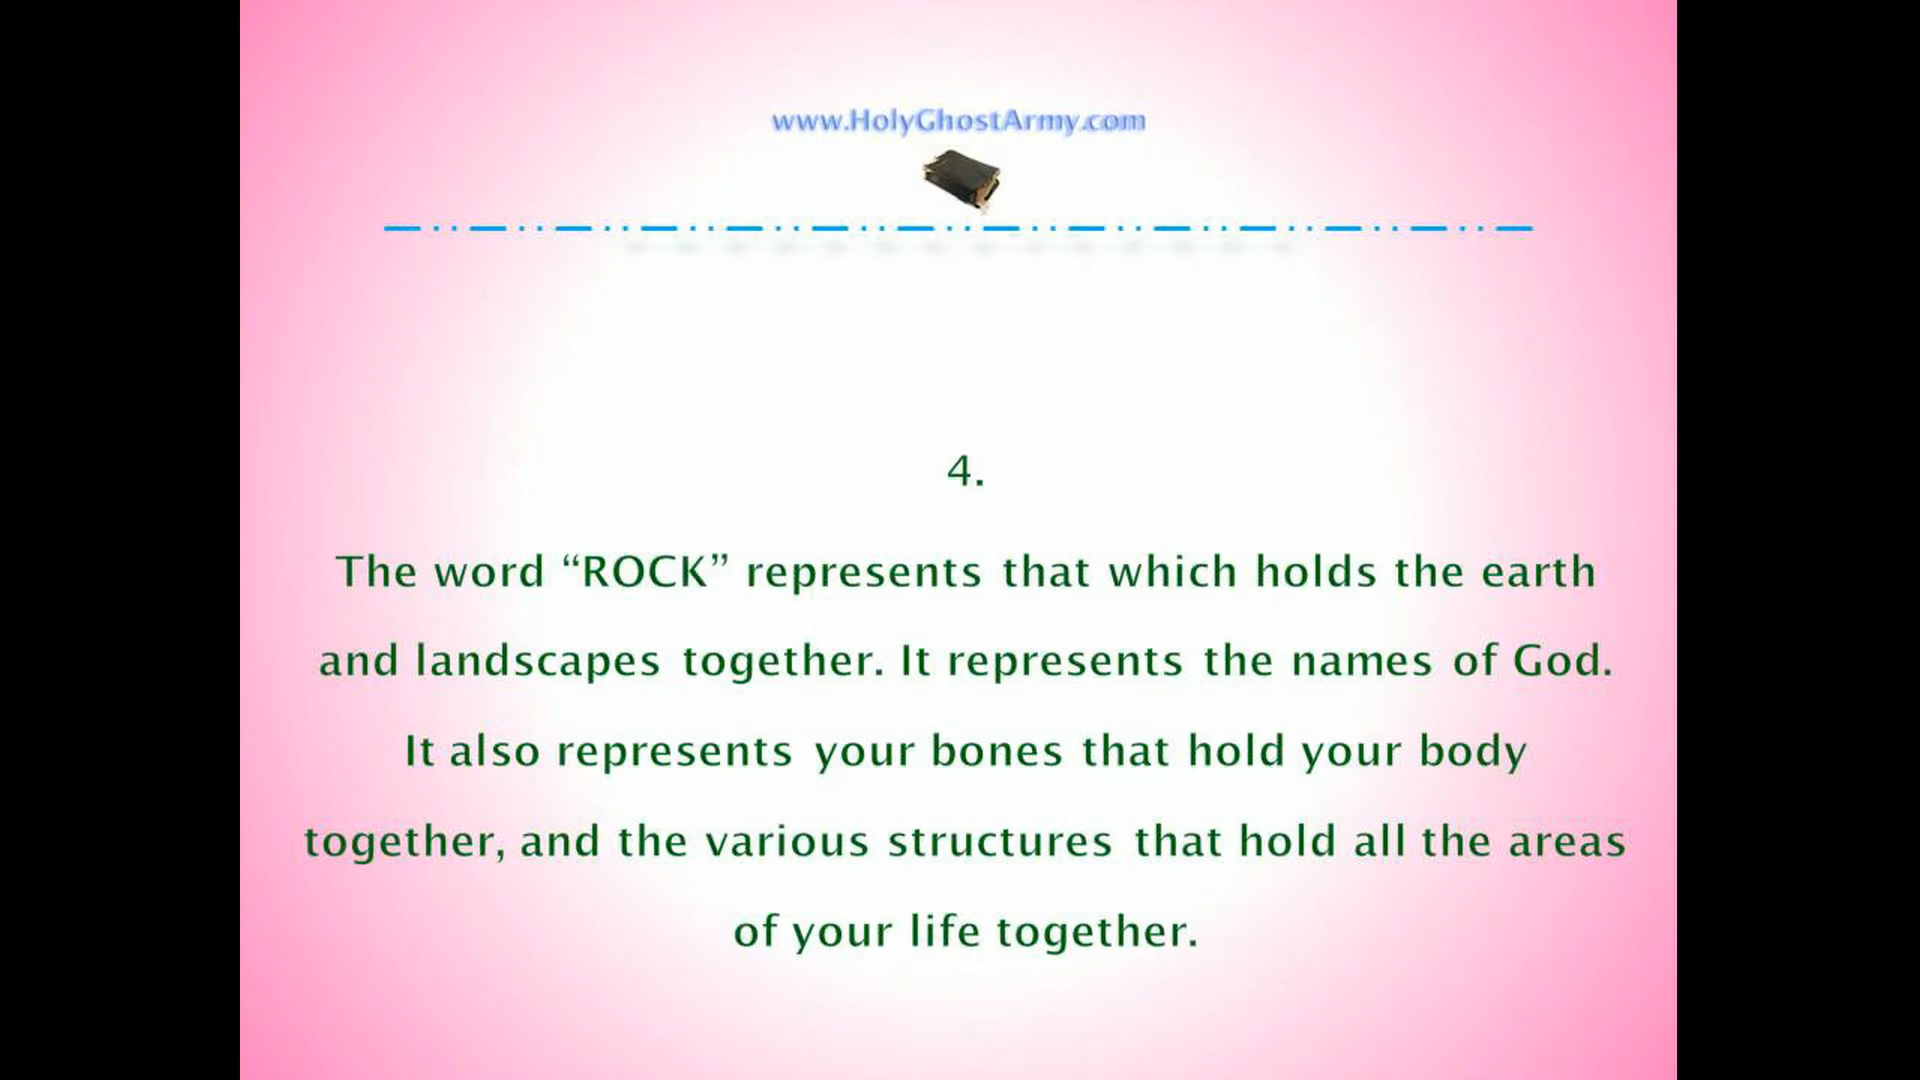 www.HolyGhostArmy.com
4.
The word “ROCK” represents that which holds the earth
and landscapes together. It represents the names of God.
It also represents your bones that hold your body
together, and the various structures that hold all the areas
of your life together.